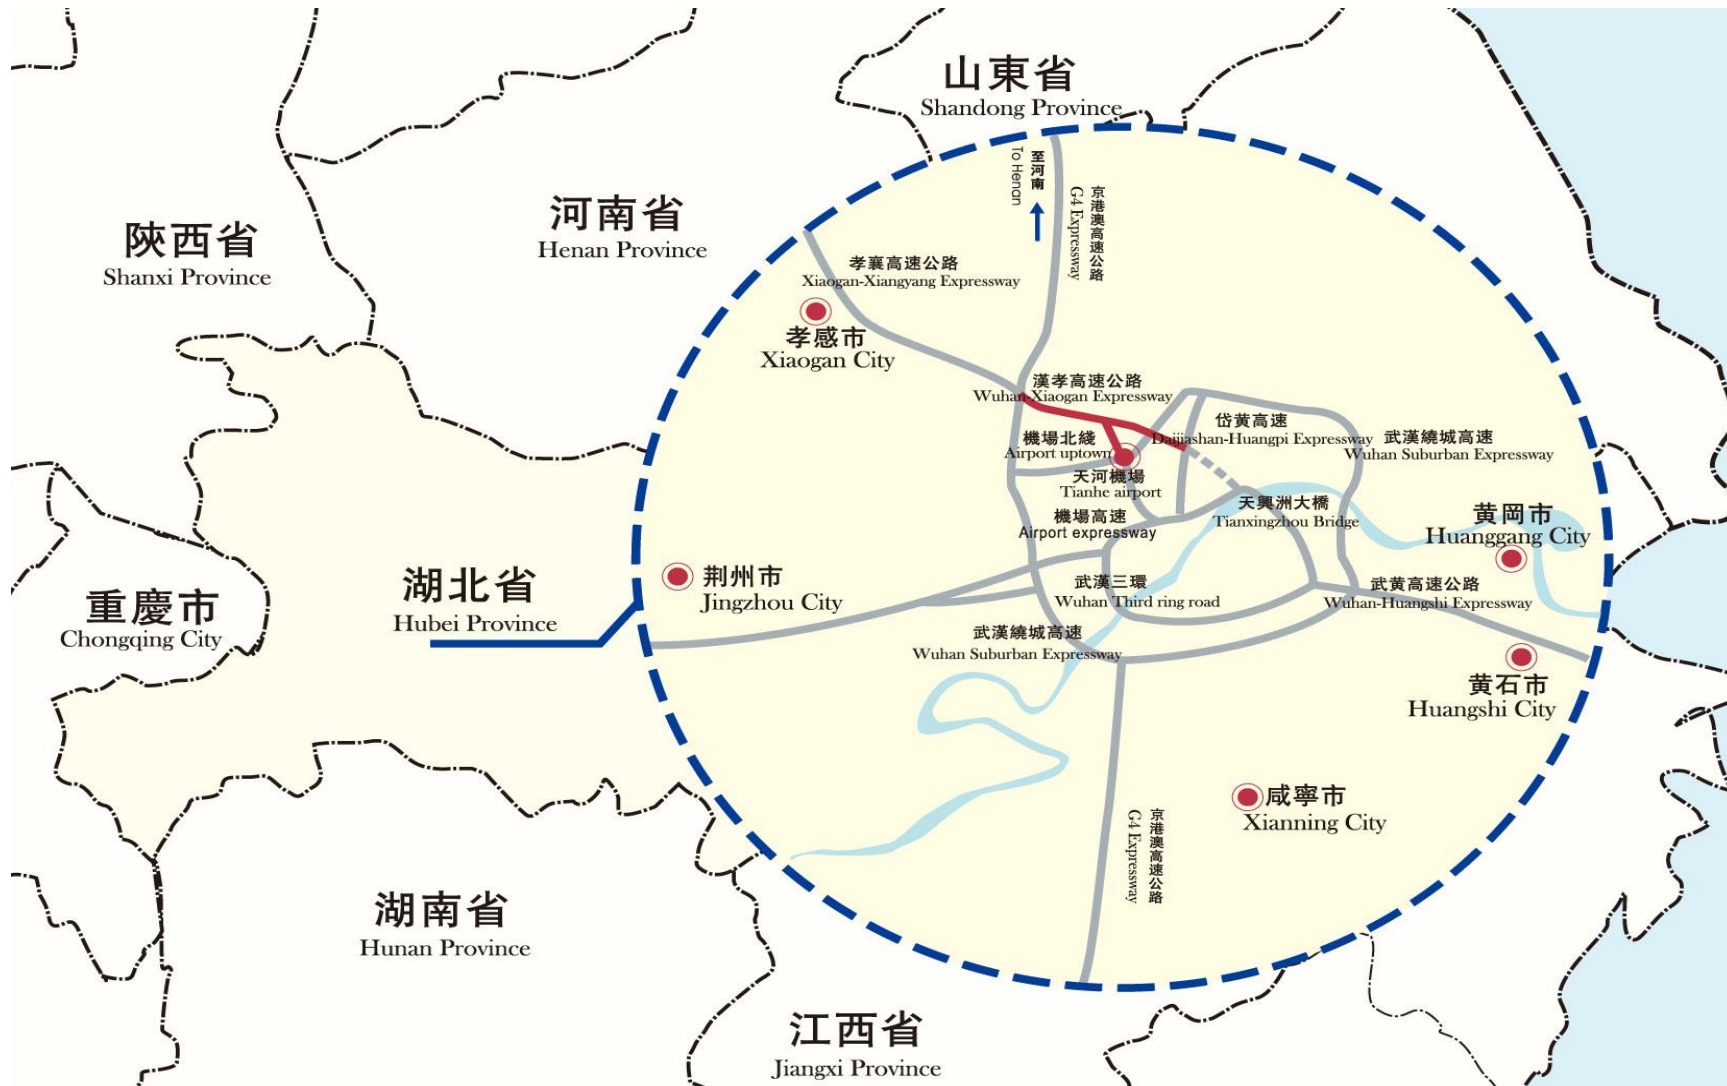 山東省
Shandong Province
至河南
To Henan
京港澳高速公路
G4 Expressway
陝西省
Shanxi Province
河南省
Henan Province
孝襄高速公路
Xiaogan-Xiangyang Expressway
孝感市
Xiaogan City
漢孝高速公路
Wuhan-Xiaogan Expressway
岱黄高速
Daijiashan-Huangpi Expressway
武漢繞城高速
Wuhan Suburban Expressway
機場北綫
Airport uptown
天河機場
Tianhe airport
機場高速
Airport expressway
天興洲大橋
Tianxingzhou Bridge
黄岡市
Huanggang City
荆州市
Jingzhou City
湖北省
Hubei Province
重慶市
Chongqing City
武漢三環
Wuhan Third ring road
武黄高速公路
Wuhan-Huangshi Expressway
武漢繞城高速
Wuhan Suburban Expressway
黄石市
Huangshi City
咸寧市
Xianning City
京港澳高速公路
G4 Expressway
湖南省
Hunan Province
江西省
Jiangxi Province